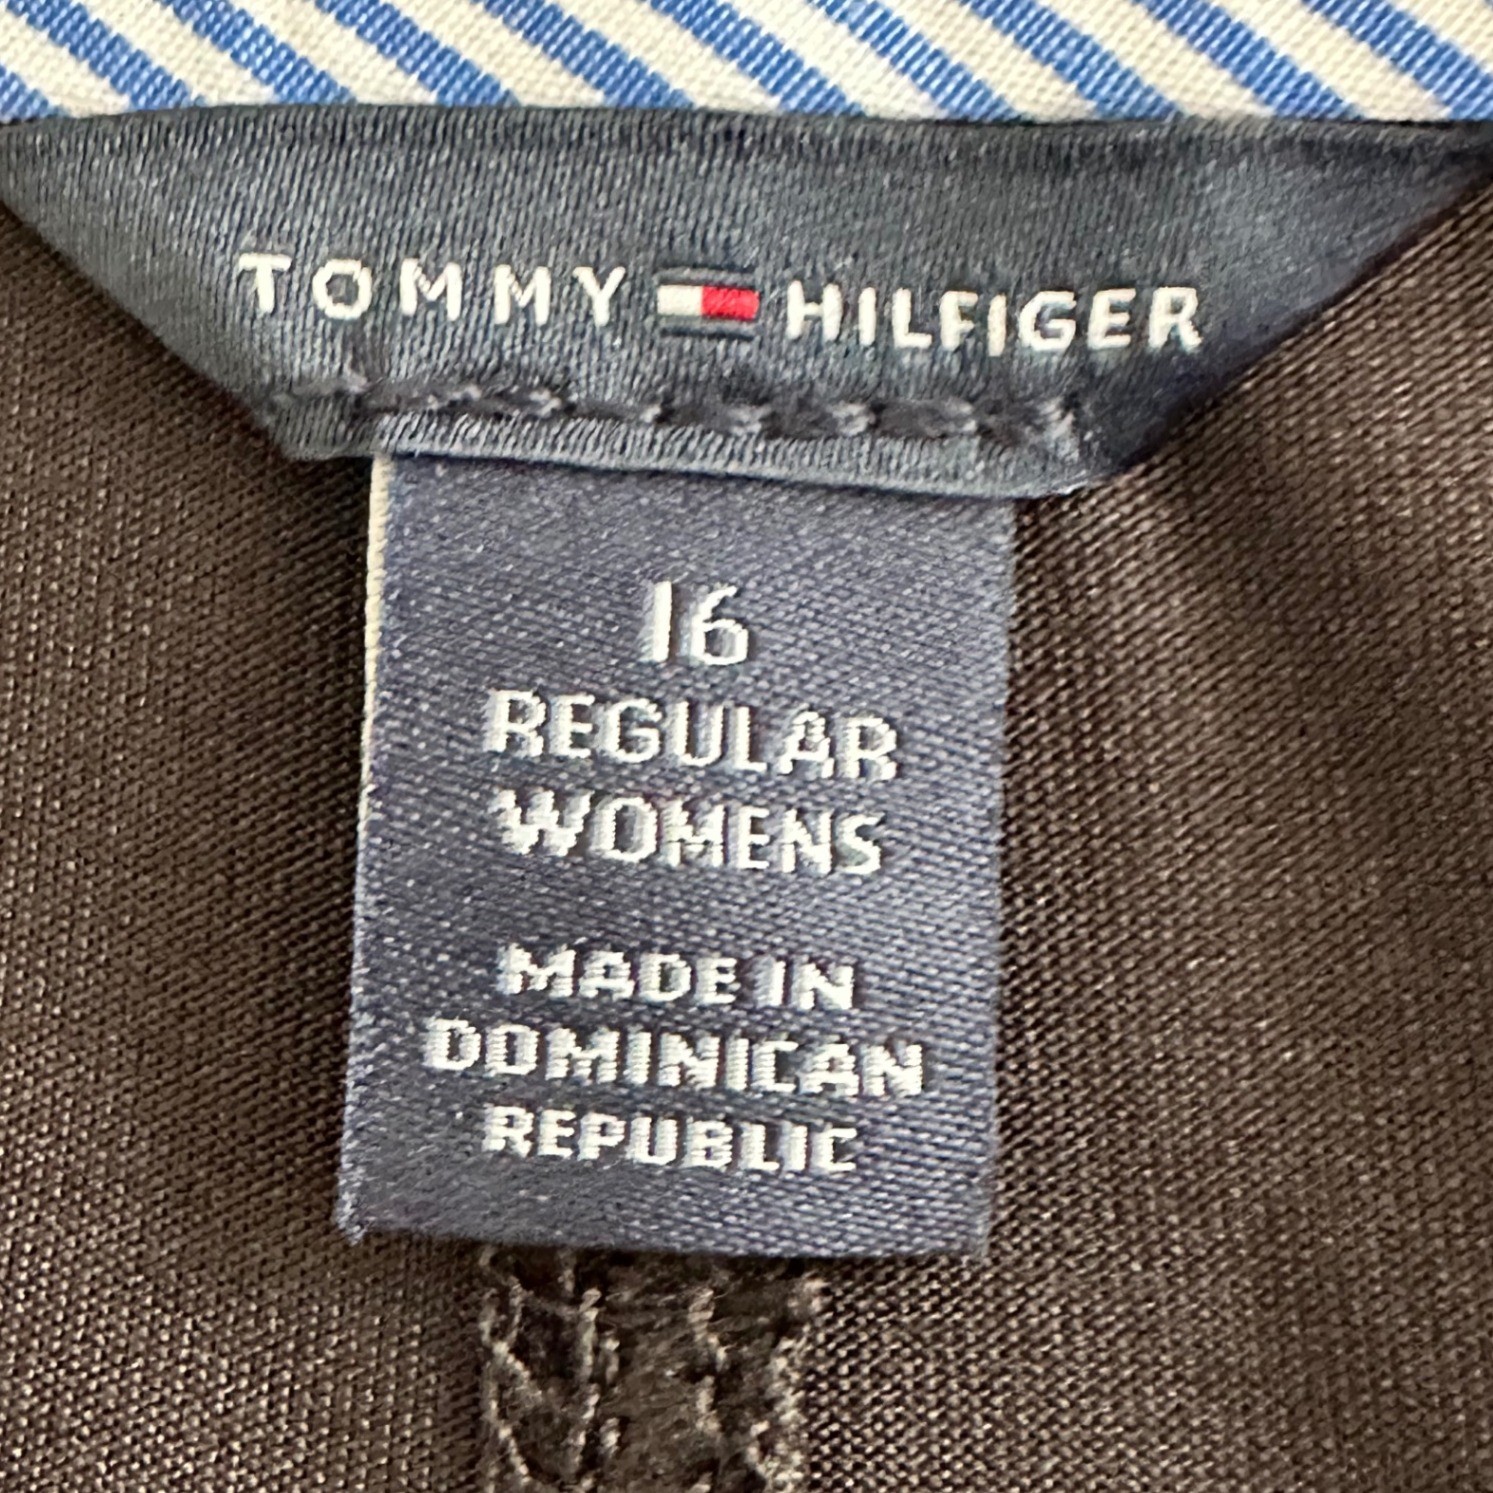 TOMMY HILFIGER
16
REGULAR
WOMENS
MADE IN
DOMINICAN
REPUBLIC